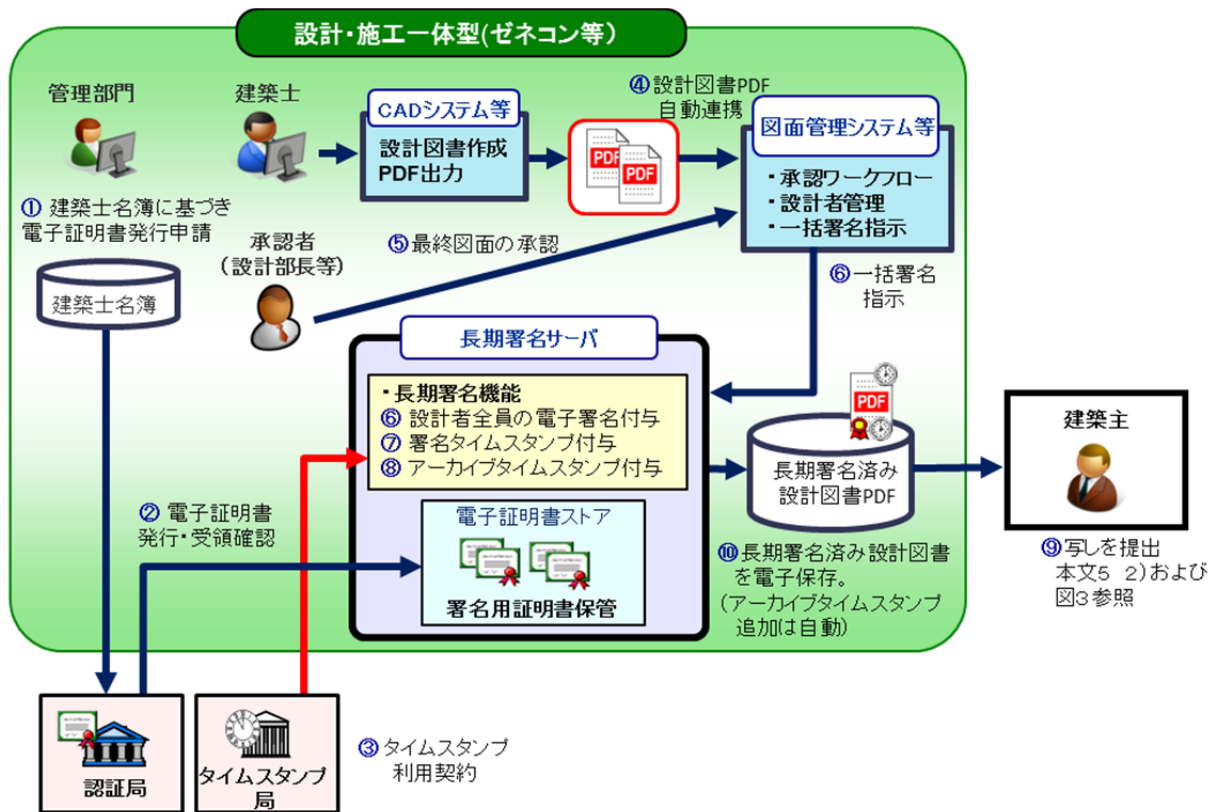 設計・施工一体型(ゼネコン等)
管理部門
建築士
CADシステム等
設計図書作成
PDF出力
④設計図書PDF
自動連携
PDF
PDF
図面管理システム等
・承認ワークフロー
・設計者管理
・一括署名指示
① 建築士名簿に基づき
電子証明書発行申請
建築士名簿
承認者
(設計部長等)
⑤最終図面の承認
⑥一括署名
指示
長期署名サーバ
・長期署名機能
⑥ 設計者全員の電子署名付与
⑦ 署名タイムスタンプ付与
⑧ アーカイブタイムスタンプ付与
電子証明書ストア
署名用証明書保管
② 電子証明書
発行・受領確認
PDF
長期署名済み
設計図書PDF
⑩長期署名済み設計図書
を電子保存。
(アーカイブタイムスタンプ
追加は自動)
建築主
⑨写しを提出
本文5 2)および
図3参照
認証局
タイムスタンプ
局
③タイムスタンプ
利用契約